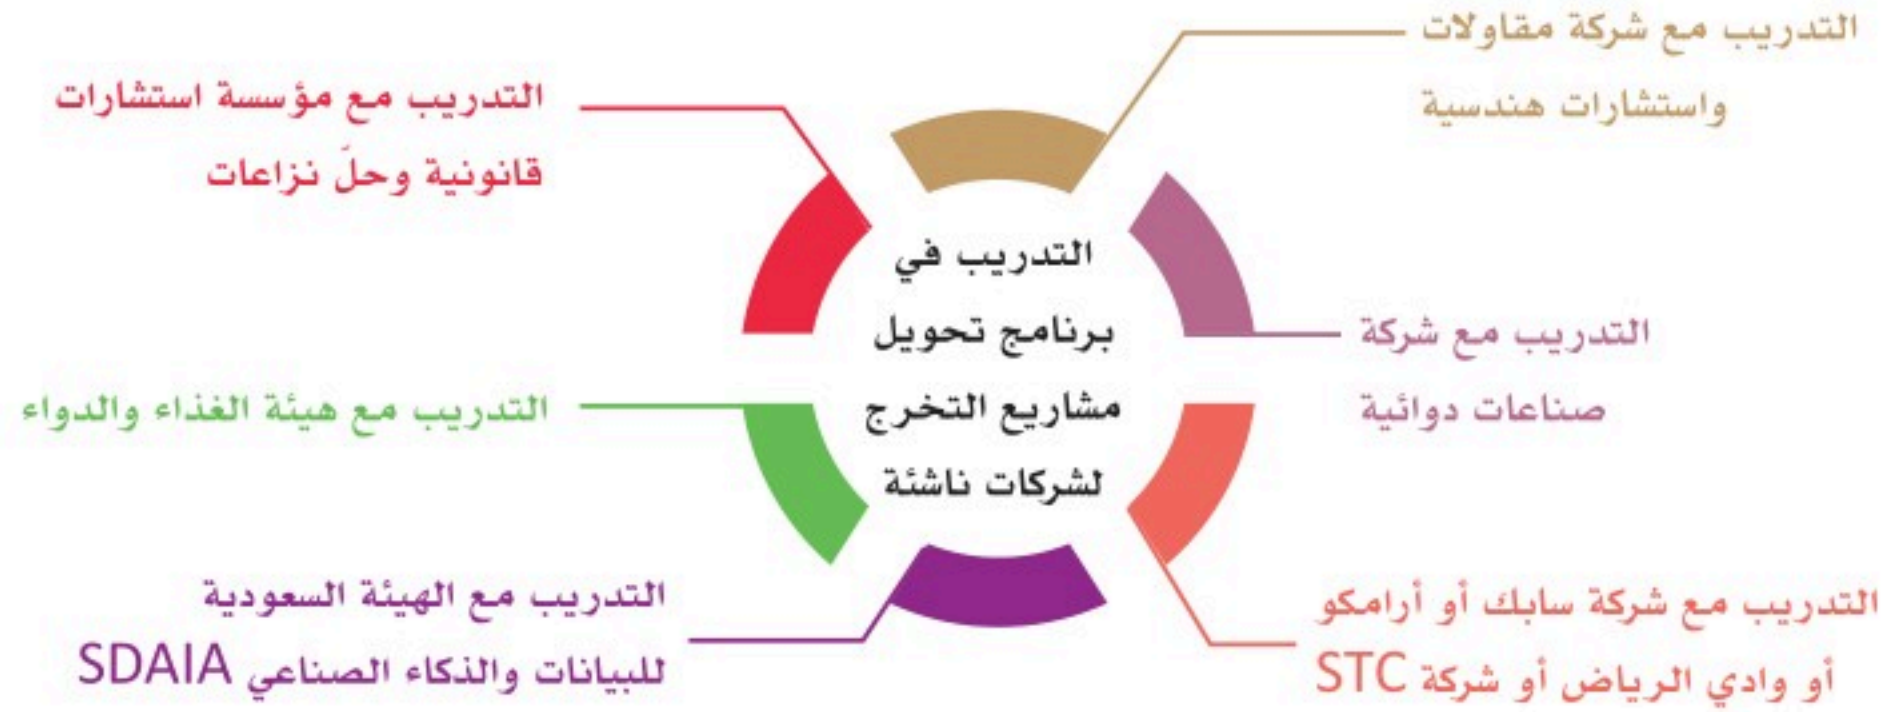 التدريب مع شركة مقاولات
واستشارات هندسية
التدريب مع شركة
صناعات دوائية
التدريب مع شركة سابك أو أرامكو
أو وادي الرياض أو شركة STC
التدريب في
برنامج تحويل
مشاريع التخرج
لشركات ناشئة
التدريب مع مؤسسة استشارات
قانونية وحلّ نزاعات
التدريب مع هيئة الغذاء والدواء
التدريب مع الهيئة السعودية
للبيانات والذكاء الصناعي SDAIA